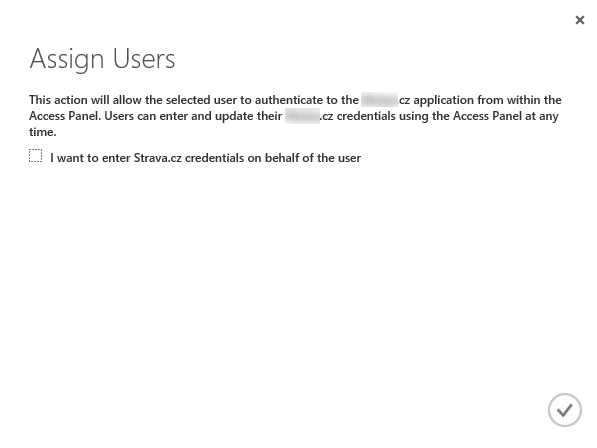 Assign Users
This action will allow the selected user to authenticate to the .cz application from within the
Access Panel. Users can enter and update their .cz credentials using the Access Panel at any
time.
I want to enter Strava.cz credentials on behalf of the user